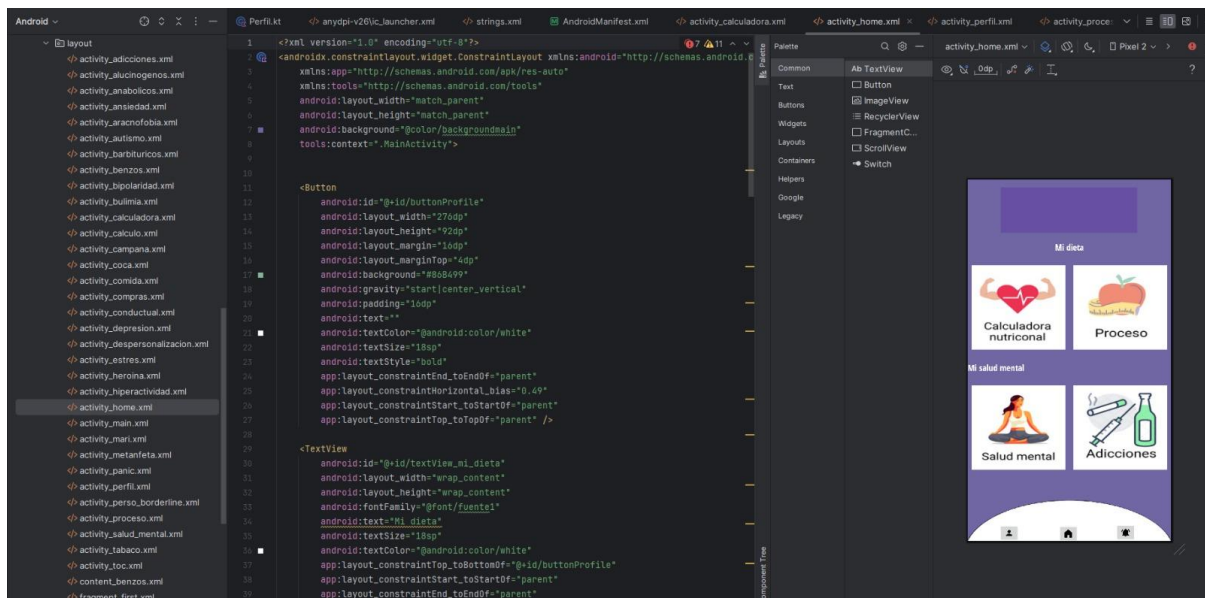 Android
Perfil.kt
anydpi-v26\ic_launcher.xml
strings.xml
AndroidManifest.xml
activity_calculadora.xml
activity_home.xml
activity_perfil.xml
activity_proce
layout
activity_adicciones.xml
activity_alucinogenos.xml
activity_anabolicos.xml
activity_ansiedad.xml
activity_aracnofobia.xml
activity_autismo.xml
activity_barbituricos.xml
activity_benzos.xml
activity_bipolaridad.xml
activity_bulimia.xml
activity_calculadora.xml
activity_calculo.xml
activity_campana.xml
activity_coca.xml
activity_comida.xml
activity_compras.xml
activity_conductual.xml
activity_depresion.xml
activity_despersonalizacion.xml
activity_estres.xml
activity_heroina.xml
activity_hiperactividad.xml
activity_home.xml
activity_main.xml
activity_mari.xml
activity_metanfeta.xml
activity_panic.xml
activity_perfil.xml
activity_perso_borderline.xml
activity_proceso.xml
activity_salud_mental.xml
activity_tabaco.xml
activity_toc.xml
content_benzos.xml
fragment_first.xml
7 11
1 <?xml version="1.0" encoding="utf-8"?>
2 <androidx.constraintlayout.widget.ConstraintLayout xmlns:android="http://schemas.android.c
3 xmlns:app="http://schemas.android.com/apk/res-auto"
4 xmlns:tools="http://schemas.android.com/tools"
5 android:layout_width="match_parent"
6 android:layout_height="match_parent"
7 android:background="@color/backgroundmain"
8 tools:context=".MainActivity">
9
10
11 <Button
12 android:id="@+id/buttonProfile"
13 android:layout_width="276dp"
14 android:layout_height="92dp"
15 android:layout_margin="16dp"
16 android:layout_marginTop="4dp"
17 android:background="#86B499"
18 android:gravity="start|center_vertical"
19 android:padding="16dp"
20 android:text=""
21 android:textColor="@android:color/white"
22 android:textSize="18sp"
23 android:textStyle="bold"
24 app:layout_constraintEnd_toEndOf="parent"
25 app:layout_constraintHorizontal_bias="0.49"
26 app:layout_constraintStart_toStartOf="parent"
27 app:layout_constraintTop_toTopOf="parent" />
28
29 <TextView
30 android:id="@+id/textView_mi_dieta"
31 android:layout_width="wrap_content"
32 android:layout_height="wrap_content"
33 android:fontFamily="@font/fuente1"
34 android:text="Mi dieta"
35 android:textSize="18sp"
36 android:textColor="@android:color/white"
37 app:layout_constraintTop_toBottomOf="@+id/buttonProfile"
38 app:layout_constraintStart_toStartOf="parent"
39 app:layout_constraintEnd_toEndOf="parent"
Palette
Component Tree
Palette
Common
Text
Buttons
Widgets
Layouts
Containers
Helpers
Google
Legacy
Ab TextView
Button
ImageView
RecyclerView
FragmentC...
ScrollView
Switch
activity_home.xml
Pixel 2
0dp
?
Mi dieta
Calculadora
nutriconal
Proceso
Mi salud mental
Salud mental
Adicciones